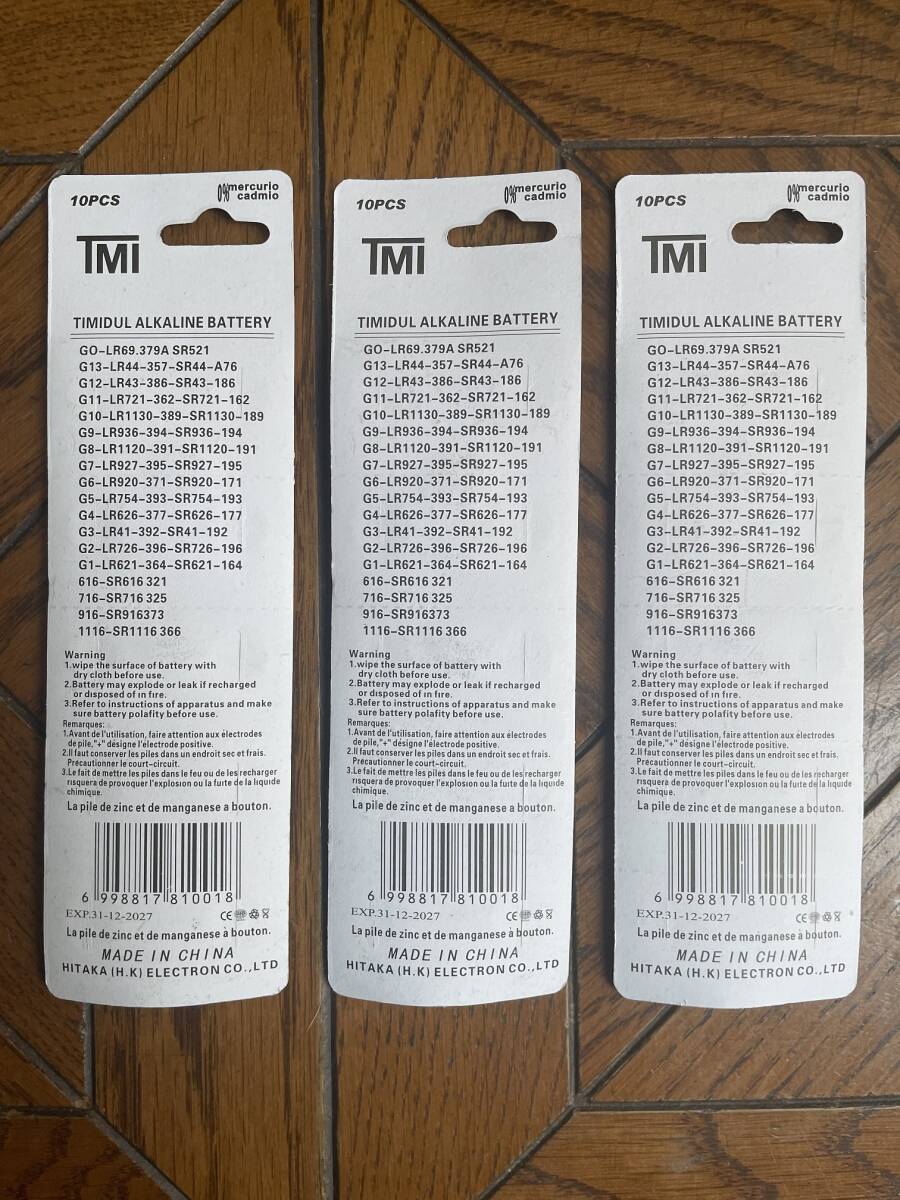 10PCS
0% mercurio
cadmio
TMI
TIMIDUL ALKALINE BATTERY
GO-LR69.379A SR521
G13-LR44-357-SR44-A76
G12-LR43-386-SR43-186
G11-LR721-362-SR721-162
G10-LR1130-389-SR1130-189
G9-LR936-394-SR936-194
G8-LR1120-391-SR1120-191
G7-LR927-395-SR927-195
G6-LR920-371-SR920-171
G5-LR754-393-SR754-193
G4-LR626-377-SR626-177
G3-LR41-392-SR41-192
G2-LR726-396-SR726-196
G1-LR621-364-SR621-164
616-SR616 321
716-SR716 325
916-SR916373
1116-SR1116 366
Warning
1.wipe the surface of battery with
dry cloth before use.
2.Battery may explode or leak if recharged
or disposed of in fire.
3.Refer to instructions of apparatus and make
sure battery polafity before use.
Remarques:
1.Avant de l'utilisation, faire attention aux électrodes
de pile,"+" désigne l'électrode positive.
2.Il faut conserver les piles dans un endroit sec et frais.
Précautionner le court-circuit.
3.Le fait de mettre les piles dans le feu ou de les recharger
risquera de provoquer l'explosion ou la fuite de la liquide
chimique.
La pile de zinc et de manganese a bouton.
6 998817 810018
EXP.31-12-2027
CE
La pile de zinc et de manganese à bouton.
MADE IN CHINA
HITAKA (H.K) ELECTRON CO.,LTD
10PCS
0% mercurio
cadmio
TMI
TIMIDUL ALKALINE BATTERY
GO-LR69.379A SR521
G13-LR44-357-SR44-A76
G12-LR43-386-SR43-186
G11-LR721-362-SR721-162
G10-LR1130-389-SR1130-189
G9-LR936-394-SR936-194
G8-LR1120-391-SR1120-191
G7-LR927-395-SR927-195
G6-LR920-371-SR920-171
G5-LR754-393-SR754-193
G4-LR626-377-SR626-177
G3-LR41-392-SR41-192
G2-LR726-396-SR726-196
G1-LR621-364-SR621-164
616-SR616 321
716-SR716 325
916-SR916373
1116-SR1116 366
Warning
1.wipe the surface of battery with
dry cloth before use.
2.Battery may explode or leak if recharged
or disposed of in fire.
3.Refer to instructions of apparatus and make
sure battery polafity before use.
Remarques:
1.Avant de l'utilisation, faire attention aux électrodes
de pile,"+" désigne l'électrode positive.
2.Il faut conserver les piles dans un endroit sec et frais.
Précautionner le court-circuit.
3.Le fait de mettre les piles dans le feu ou de les recharger
risquera de provoquer l'explosion ou la fuite de la liquide
chimique.
La pile de zinc et de manganese a bouton.
6 998817 810018
EXP.31-12-2027
CE
La pile de zinc et de manganese à bouton.
MADE IN CHINA
HITAKA (H.K) ELECTRON CO.,LTD
10PCS
0% mercurio
cadmio
TMI
TIMIDUL ALKALINE BATTERY
GO-LR69.379A SR521
G13-LR44-357-SR44-A76
G12-LR43-386-SR43-186
G11-LR721-362-SR721-162
G10-LR1130-389-SR1130-189
G9-LR936-394-SR936-194
G8-LR1120-391-SR1120-191
G7-LR927-395-SR927-195
G6-LR920-371-SR920-171
G5-LR754-393-SR754-193
G4-LR626-377-SR626-177
G3-LR41-392-SR41-192
G2-LR726-396-SR726-196
G1-LR621-364-SR621-164
616-SR616 321
716-SR716 325
916-SR916373
1116-SR1116 366
Warning
1.wipe the surface of battery with
dry cloth before use.
2.Battery may explode or leak if recharged
or disposed of in fire.
3.Refer to instructions of apparatus and make
sure battery polafity before use.
Remarques:
1.Avant de l'utilisation, faire attention aux électrodes
de pile,"+" désigne l'électrode positive.
2.Il faut conserver les piles dans un endroit sec et frais.
Précautionner le court-circuit.
3.Le fait de mettre les piles dans le feu ou de les recharger
risquera de provoquer l'explosion ou la fuite de la liquide
chimique.
La pile de zinc et de manganese a bouton.
6 998817 810018
EXP.31-12-2027
CE
La pile de zinc et de manganese à bouton.
MADE IN CHINA
HITAKA (H.K) ELECTRON CO.,LTD